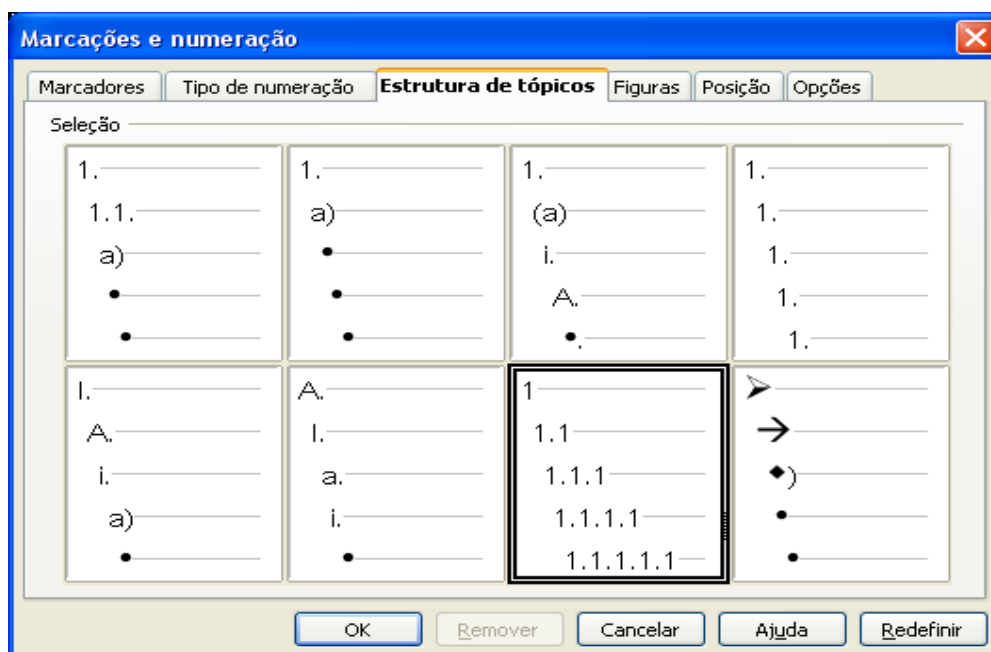 Marcações e numeração
Marcadores Tipo de numeração Estrutura de tópicos Figuras Posição Opções
Seleção
1.
1.1.
a)
•
•
1.
a)
•
•
•
1.
(a)
i.
A.
•.
1.
1.
1.
1.
1.
I.
A.
i.
a)
•
A.
I.
a.
i.
•
1
1.1
1.1.1
1.1.1.1
1.1.1.1.1
➢
→
◆)
•
•
OK Remover Cancelar Ajuda Redefinir